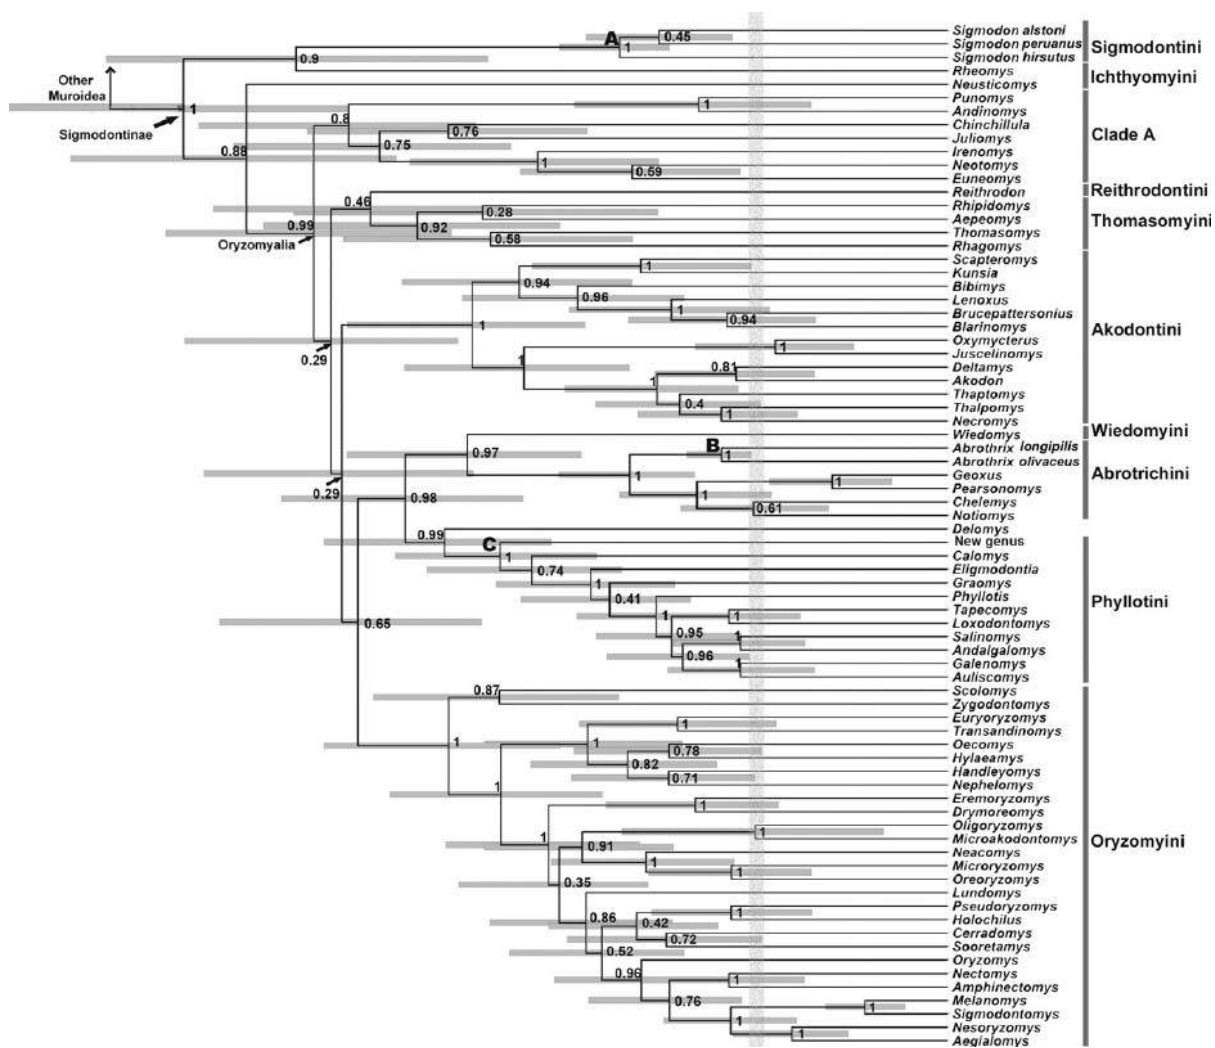 A
0.45
Sigmodon alstoni
1
Sigmodon peruanus
Sigmodon hirsutus
Sigmodontini
0.9
Rheomys
Ichthyomyini
Other
Muroidea
Neusticomys
1
Sigmodontinae
Punomys
1
Andinomys
0.8
Chinchillula
0.76
Juliomys
Clade A
0.75
0.88
Irenomys
1
Neotomys
0.59
Euneomys
Reithrodon
Reithrodontini
0.46
Rhipidomys
0.28
Aepeomys
Thomasomyini
0.99
0.92
Thomasomys
0.58
Oryzomyalia
Rhagomys
Scapteromys
1
Kunsia
0.94
Bibimys
0.96
Lenoxus
1
Brucepattersonius
0.94
Blarinomys
1
Akodontini
Oxymycterus
1
Juscelinomys
0.29
1
Deltamys
0.81
Akodon
1
Thaptomys
0.4
Thalpomys
1
Necromys
Wiedomys
Wiedomyini
B
Abrothrix longipilis
0.97
1
Abrothrix olivaceus
Abrotrichini
Geoxus
1
Pearsonomys
0.29
0.98
1
Chelemys
0.61
Notiomys
Delomys
0.99
C
New genus
1
Calomys
0.74
Eligmodontia
1
Graomys
0.41
Phyllotis
Phyllotini
1
Tapecomys
1
Loxodontomys
0.65
0.95
1
Salinomys
Andalgalomys
0.96
1
Galenomys
Auliscomys
0.87
Scolomys
Zygodontomys
Euryoryzomys
1
Transandinomys
1
1
Oecomys
0.78
Hylaeamys
0.82
Handleyomys
0.71
Nephelomys
1
Eremoryzomys
1
Drymoreomys
Oligoryzomys
1
Microakodontomys
1
Oryzomyini
0.91
Neacomys
1
Microryzomys
1
Oreoryzomys
0.35
Lundomys
Pseudoryzomys
1
Holochilus
0.86
0.42
Cerradomys
0.72
Sooretamys
0.52
Oryzomys
0.96
Nectomys
1
Amphinectomys
0.76
Melanomys
1
Sigmodontomys
1
Nesoryzomys
1
Aegialomys